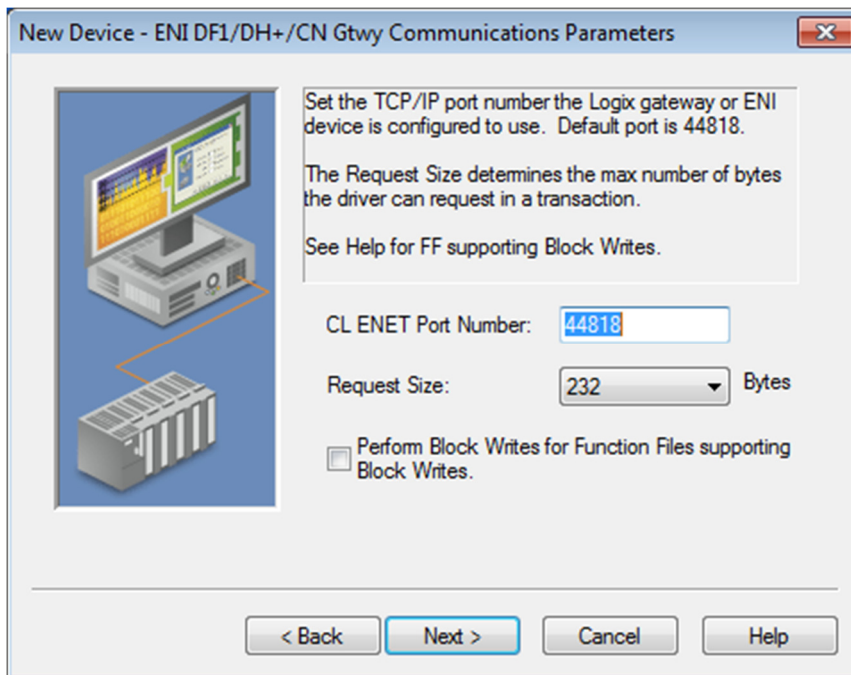 New Device - ENI DF1/DH+/CN Gtwy Communications Parameters
Set the TCP/IP port number the Logix gateway or ENI
device is configured to use.  Default port is 44818.
The Request Size determines the max number of bytes
the driver can request in a transaction.
See Help for FF supporting Block Writes.
CL ENET Port Number: 44818
Request Size: 232 Bytes
Perform Block Writes for Function Files supporting
Block Writes.
< Back Next > Cancel Help